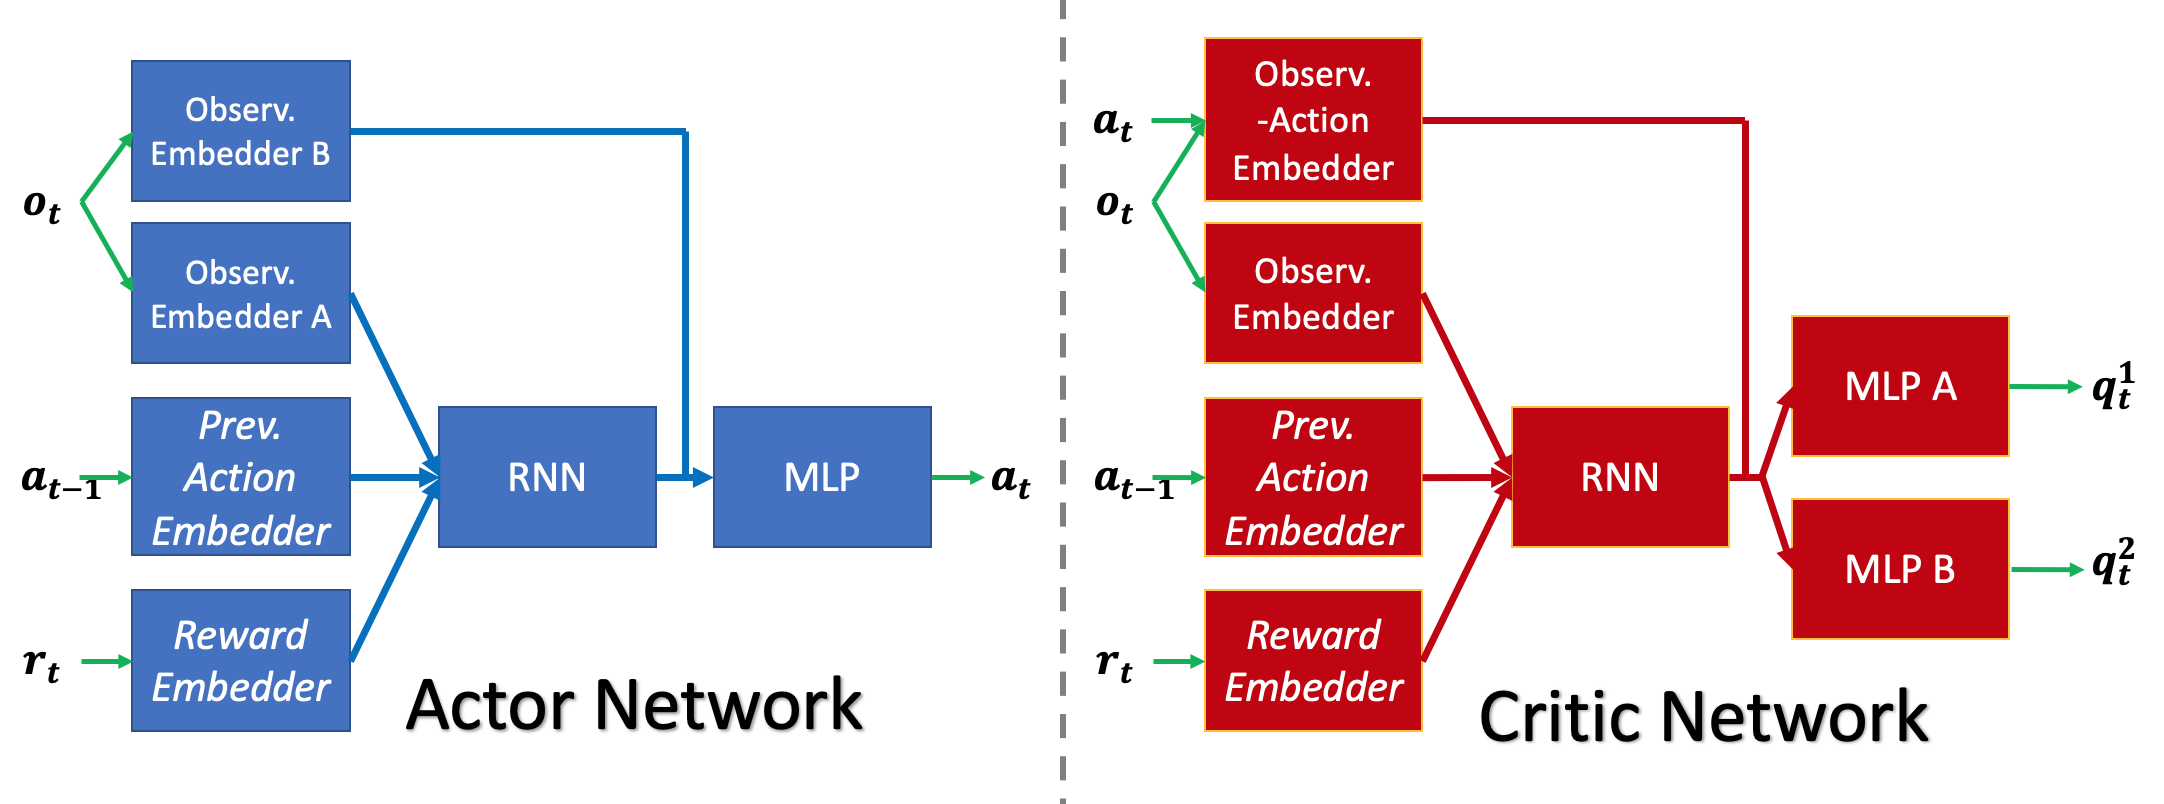 Observ.
Embedder B
o_t
Observ.
Embedder A
a_{t-1}
Prev.
Action
Embedder
RNN
MLP
a_t
r_t
Reward
Embedder
Actor Network
a_t
Observ.
-Action
Embedder
o_t
Observ.
Embedder
a_{t-1}
Prev.
Action
Embedder
RNN
MLP A
q_t^1
MLP B
q_t^2
r_t
Reward
Embedder
Critic Network